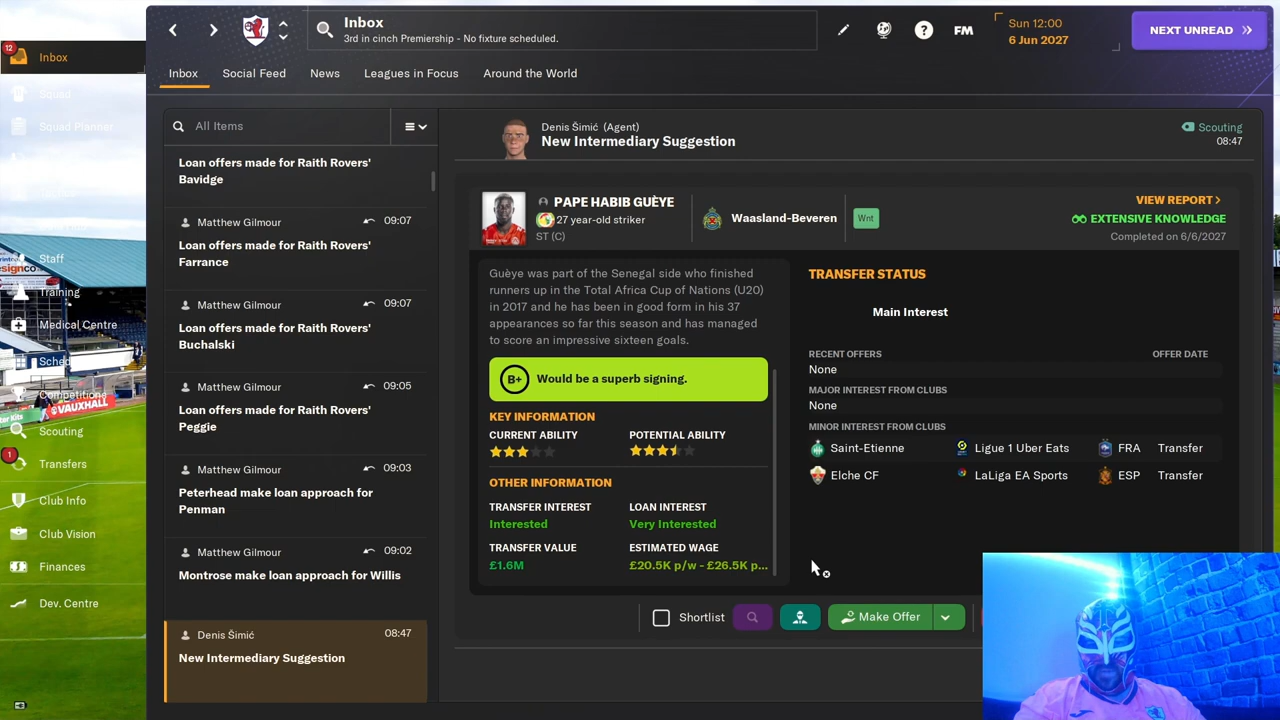 Inbox
3rd in cinch Premiership - No fixture scheduled.
FM
Sun 12:00
6 Jun 2027
NEXT UNREAD
12
Inbox
Squad
Squad Planner
Staff
Training
Medical Centre
Sched
Competitions
Scouting
1
Transfers
Club Info
Club Vision
Finances
Dev. Centre
VAUXHALL
Inbox
Social Feed
News
Leagues in Focus
Around the World
All Items
Loan offers made for Raith Rovers'
Bavidge
Matthew Gilmour
09:07
Loan offers made for Raith Rovers'
Farrance
Matthew Gilmour
09:07
Loan offers made for Raith Rovers'
Buchalski
Matthew Gilmour
09:05
Loan offers made for Raith Rovers'
Peggie
Matthew Gilmour
09:03
Peterhead make loan approach for
Penman
Matthew Gilmour
09:02
Montrose make loan approach for Willis
Denis Šimić
08:47
New Intermediary Suggestion
Denis Šimić (Agent)
New Intermediary Suggestion
Scouting
08:47
PAPE HABIB GUÈYE
27 year-old striker
ST (C)
Waasland-Beveren
Wnt
VIEW REPORT
EXTENSIVE KNOWLEDGE
Completed on 6/6/2027
Guèye was part of the Senegal side who finished
runners up in the Total Africa Cup of Nations (U20)
in 2017 and he has been in good form in his 37
appearances so far this season and has managed
to score an impressive sixteen goals.
B+ Would be a superb signing.
KEY INFORMATION
CURRENT ABILITY
POTENTIAL ABILITY
OTHER INFORMATION
TRANSFER INTEREST
LOAN INTEREST
Interested
Very Interested
TRANSFER VALUE
ESTIMATED WAGE
£1.6M
£20.5K p/w - £26.5K p...
TRANSFER STATUS
Main Interest
RECENT OFFERS
OFFER DATE
None
MAJOR INTEREST FROM CLUBS
None
MINOR INTEREST FROM CLUBS
Saint-Etienne
Ligue 1 Uber Eats
FRA
Transfer
Elche CF
LaLiga EA Sports
ESP
Transfer
Shortlist
Make Offer